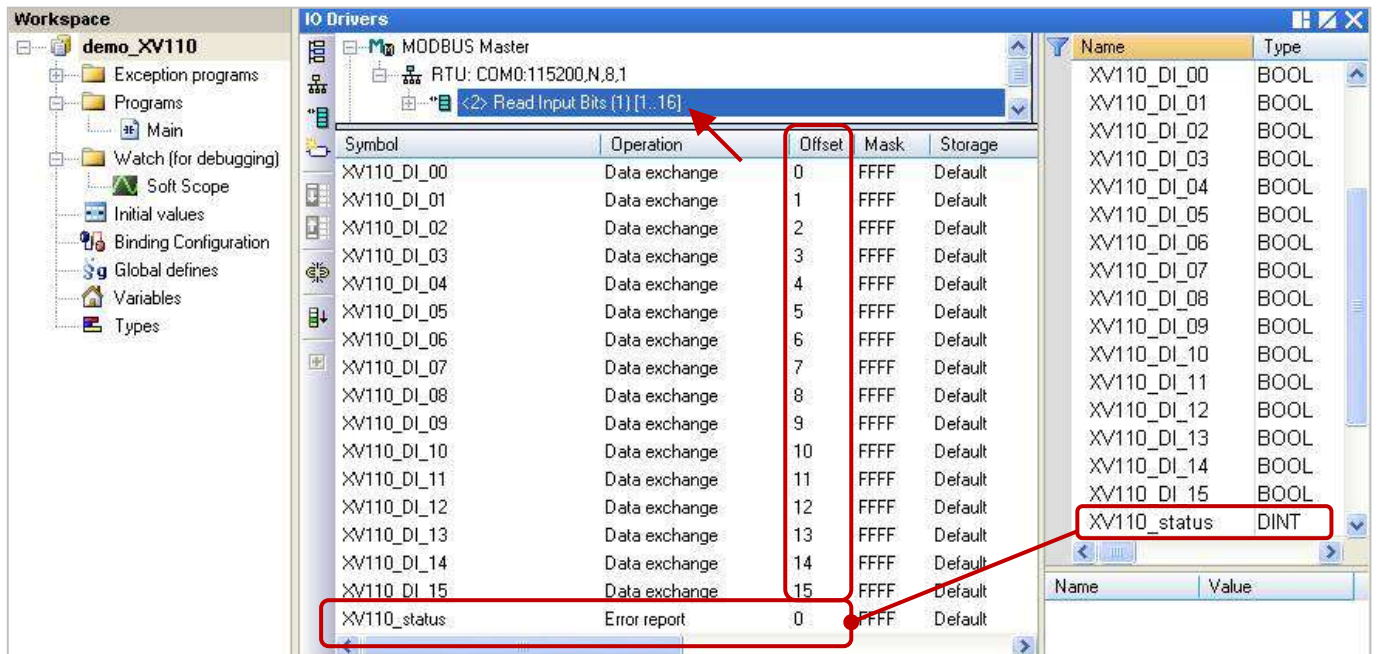 Workspace
demo_XV110
Exception programs
Programs
Main
Watch (for debugging)
Soft Scope
Initial values
Binding Configuration
Global defines
Variables
Types
IO Drivers
MODBUS Master
RTU: COM0:115200,N,8,1
<2> Read Input Bits (1) [1..16]
Symbol Operation Offset Mask Storage
XV110_DI_00 Data exchange 0 FFFF Default
XV110_DI_01 Data exchange 1 FFFF Default
XV110_DI_02 Data exchange 2 FFFF Default
XV110_DI_03 Data exchange 3 FFFF Default
XV110_DI_04 Data exchange 4 FFFF Default
XV110_DI_05 Data exchange 5 FFFF Default
XV110_DI_06 Data exchange 6 FFFF Default
XV110_DI_07 Data exchange 7 FFFF Default
XV110_DI_08 Data exchange 8 FFFF Default
XV110_DI_09 Data exchange 9 FFFF Default
XV110_DI_10 Data exchange 10 FFFF Default
XV110_DI_11 Data exchange 11 FFFF Default
XV110_DI_12 Data exchange 12 FFFF Default
XV110_DI_13 Data exchange 13 FFFF Default
XV110_DI_14 Data exchange 14 FFFF Default
XV110_DI_15 Data exchange 15 FFFF Default
XV110_status Error report 0 FFFF Default
Name Type
XV110_DI_00 BOOL
XV110_DI_01 BOOL
XV110_DI_02 BOOL
XV110_DI_03 BOOL
XV110_DI_04 BOOL
XV110_DI_05 BOOL
XV110_DI_06 BOOL
XV110_DI_07 BOOL
XV110_DI_08 BOOL
XV110_DI_09 BOOL
XV110_DI_10 BOOL
XV110_DI_11 BOOL
XV110_DI_12 BOOL
XV110_DI_13 BOOL
XV110_DI_14 BOOL
XV110_DI_15 BOOL
XV110_status DINT
Name Value